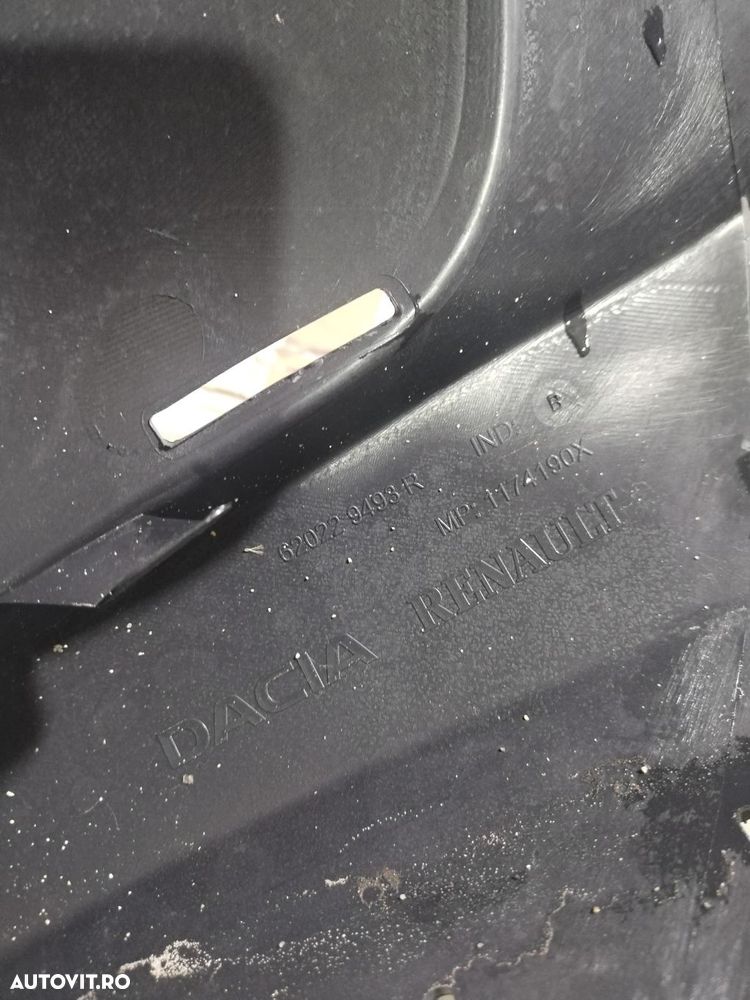 62022 9493 R IND: B
MP: 1174190X
DACIA RENAULT
AUTOVIT.RO